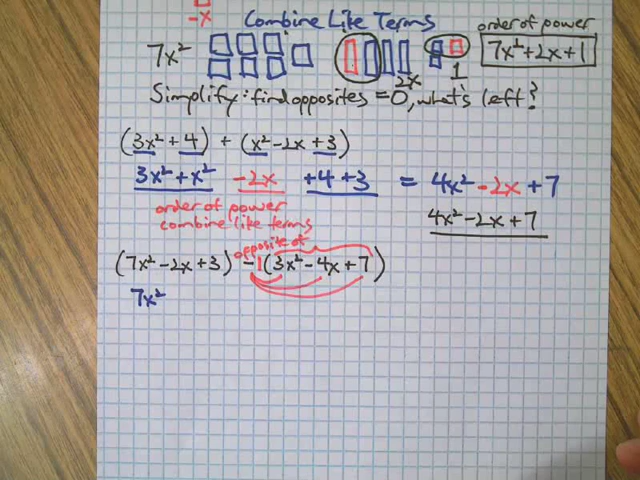 -x
Combine Like Terms
order of power
7x² 7x²+2x+1
2x 1
Simplify: find opposites = 0, what's left?
(3x² + 4) + (x² - 2x + 3)
3x² + x² - 2x + 4 + 3 = 4x² - 2x + 7
order of power 4x² - 2x + 7
combine like terms
opposite of
(7x² - 2x + 3) - 1(3x² - 4x + 7)
7x²